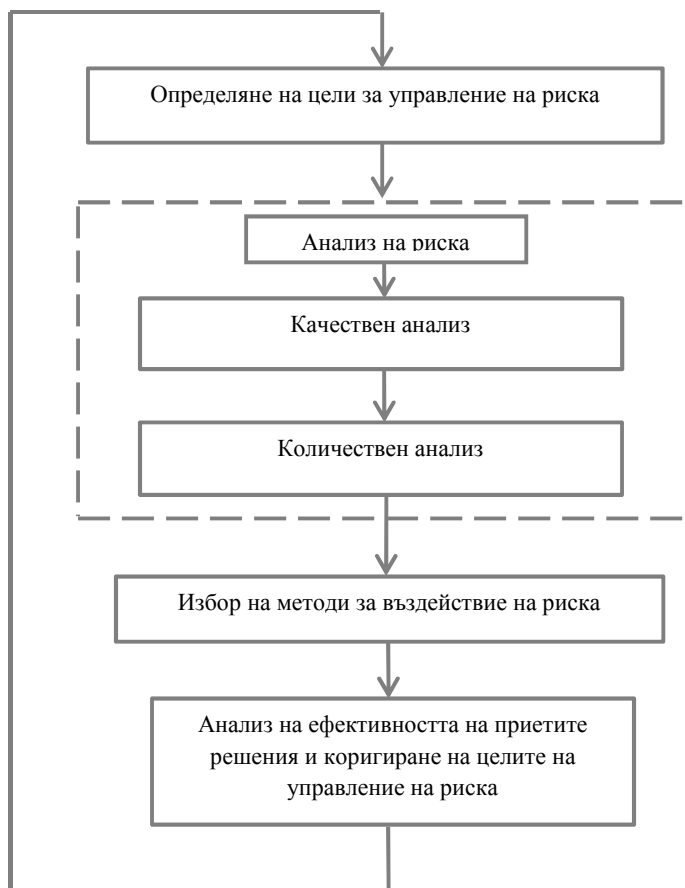 Определяне на цели за управление на риска
Анализ на риска
Качествен анализ
Количествен анализ
Избор на методи за въздействие на риска
Анализ на ефективността на приетите
решения и коригиране на целите на
управление на риска